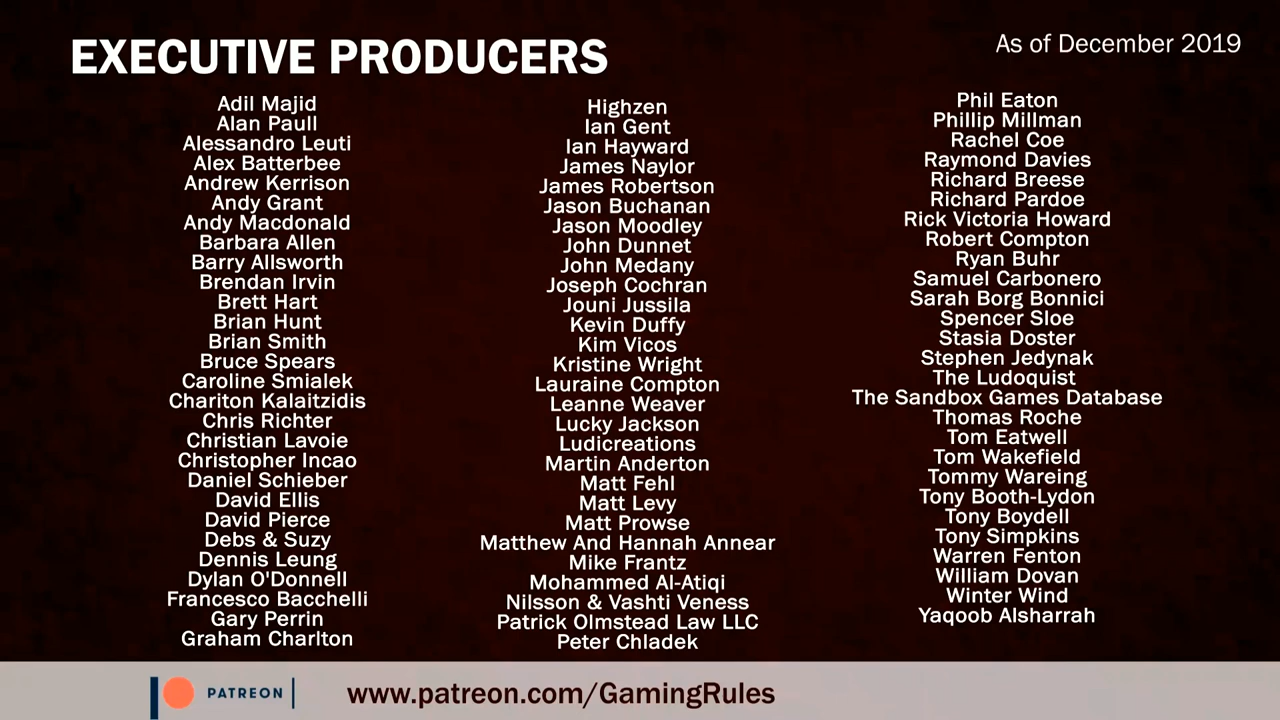 EXECUTIVE PRODUCERS
As of December 2019
Adil Majid
Alan Paull
Alessandro Leuti
Alex Batterbee
Andrew Kerrison
Andy Grant
Andy Macdonald
Barbara Allen
Barry Allsworth
Brendan Irvin
Brett Hart
Brian Hunt
Brian Smith
Bruce Spears
Caroline Smialek
Chariton Kalaitzidis
Chris Richter
Christian Lavoie
Christopher Incao
Daniel Schieber
David Ellis
David Pierce
Debs & Suzy
Dennis Leung
Dylan O'Donnell
Francesco Bacchelli
Gary Perrin
Graham Charlton
Highzen
Ian Gent
Ian Hayward
James Naylor
James Robertson
Jason Buchanan
Jason Moodley
John Dunnet
John Medany
Joseph Cochran
Jouni Jussila
Kevin Duffy
Kim Vicos
Kristine Wright
Lauraine Compton
Leanne Weaver
Lucky Jackson
Ludicreations
Martin Anderton
Matt Fehl
Matt Levy
Matt Prowse
Matthew And Hannah Annear
Mike Frantz
Mohammed Al-Atiqi
Nilsson & Vashti Veness
Patrick Olmstead Law LLC
Peter Chladek
Phil Eaton
Phillip Millman
Rachel Coe
Raymond Davies
Richard Breese
Richard Pardoe
Rick Victoria Howard
Robert Compton
Ryan Buhr
Samuel Carbonero
Sarah Borg Bonnici
Spencer Sloe
Stasia Doster
Stephen Jedynak
The Ludoquist
The Sandbox Games Database
Thomas Roche
Tom Eatwell
Tom Wakefield
Tommy Wareing
Tony Booth-Lydon
Tony Boydell
Tony Simpkins
Warren Fenton
William Dovan
Winter Wind
Yaqoob Alsharrah
PATREON
www.patreon.com/GamingRules